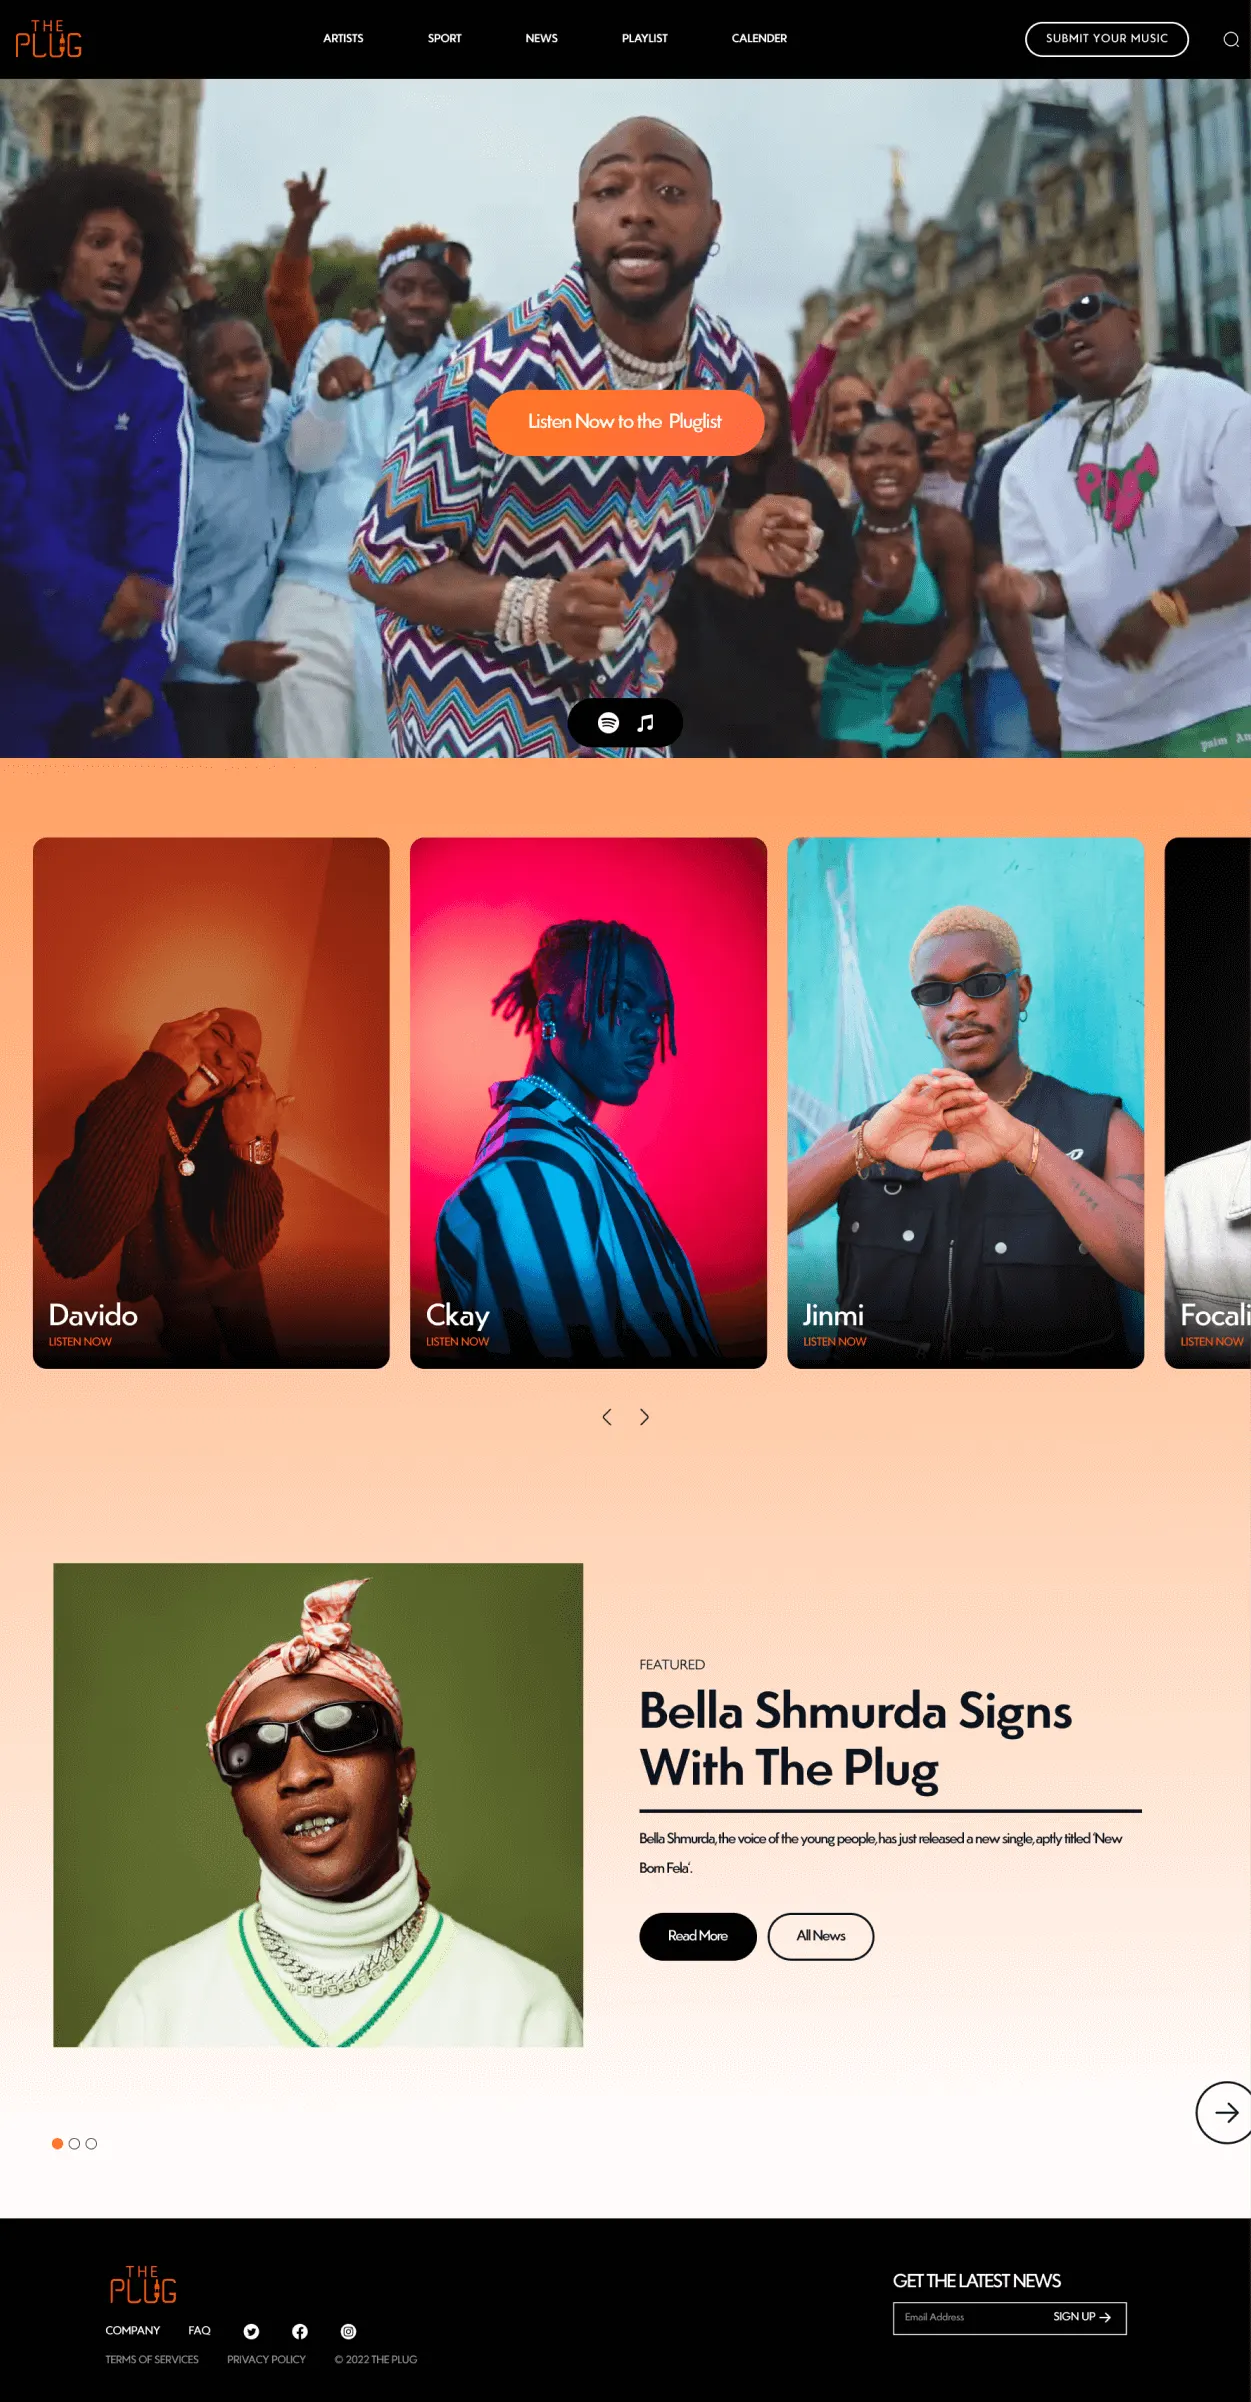 THE
PLUG
ARTISTS
SPORT
NEWS
PLAYLIST
CALENDER
SUBMIT YOUR MUSIC
Listen Now to the Pluglist
Davido
LISTEN NOW
Ckay
LISTEN NOW
Jinmi
LISTEN NOW
Focali
LISTEN NOW
FEATURED
Bella Shmurda Signs
With The Plug
Bella Shmurda, the voice of the young people, has just released a new single, aptly titled ‘New
Born Fela’.
Read More
All News
THE
PLUG
COMPANY
FAQ
TERMS OF SERVICES
PRIVACY POLICY
© 2022 THE PLUG
GET THE LATEST NEWS
Email Address
SIGN UP